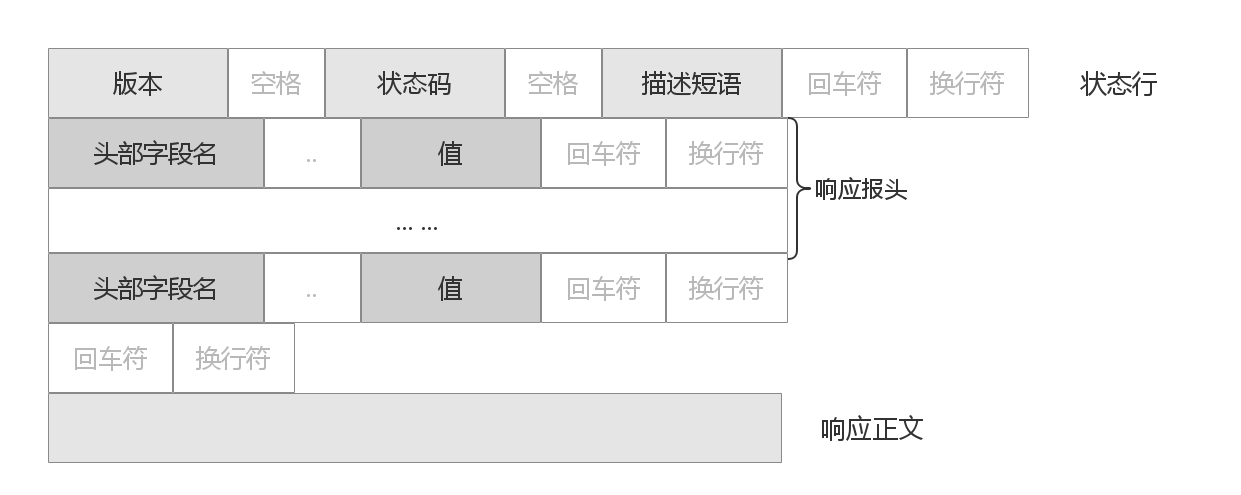 版本 空格 状态码 空格 描述短语 回车符 换行符 状态行
头部字段名 .. 值 回车符 换行符
响应报头
... ...
头部字段名 .. 值 回车符 换行符
回车符 换行符
响应正文